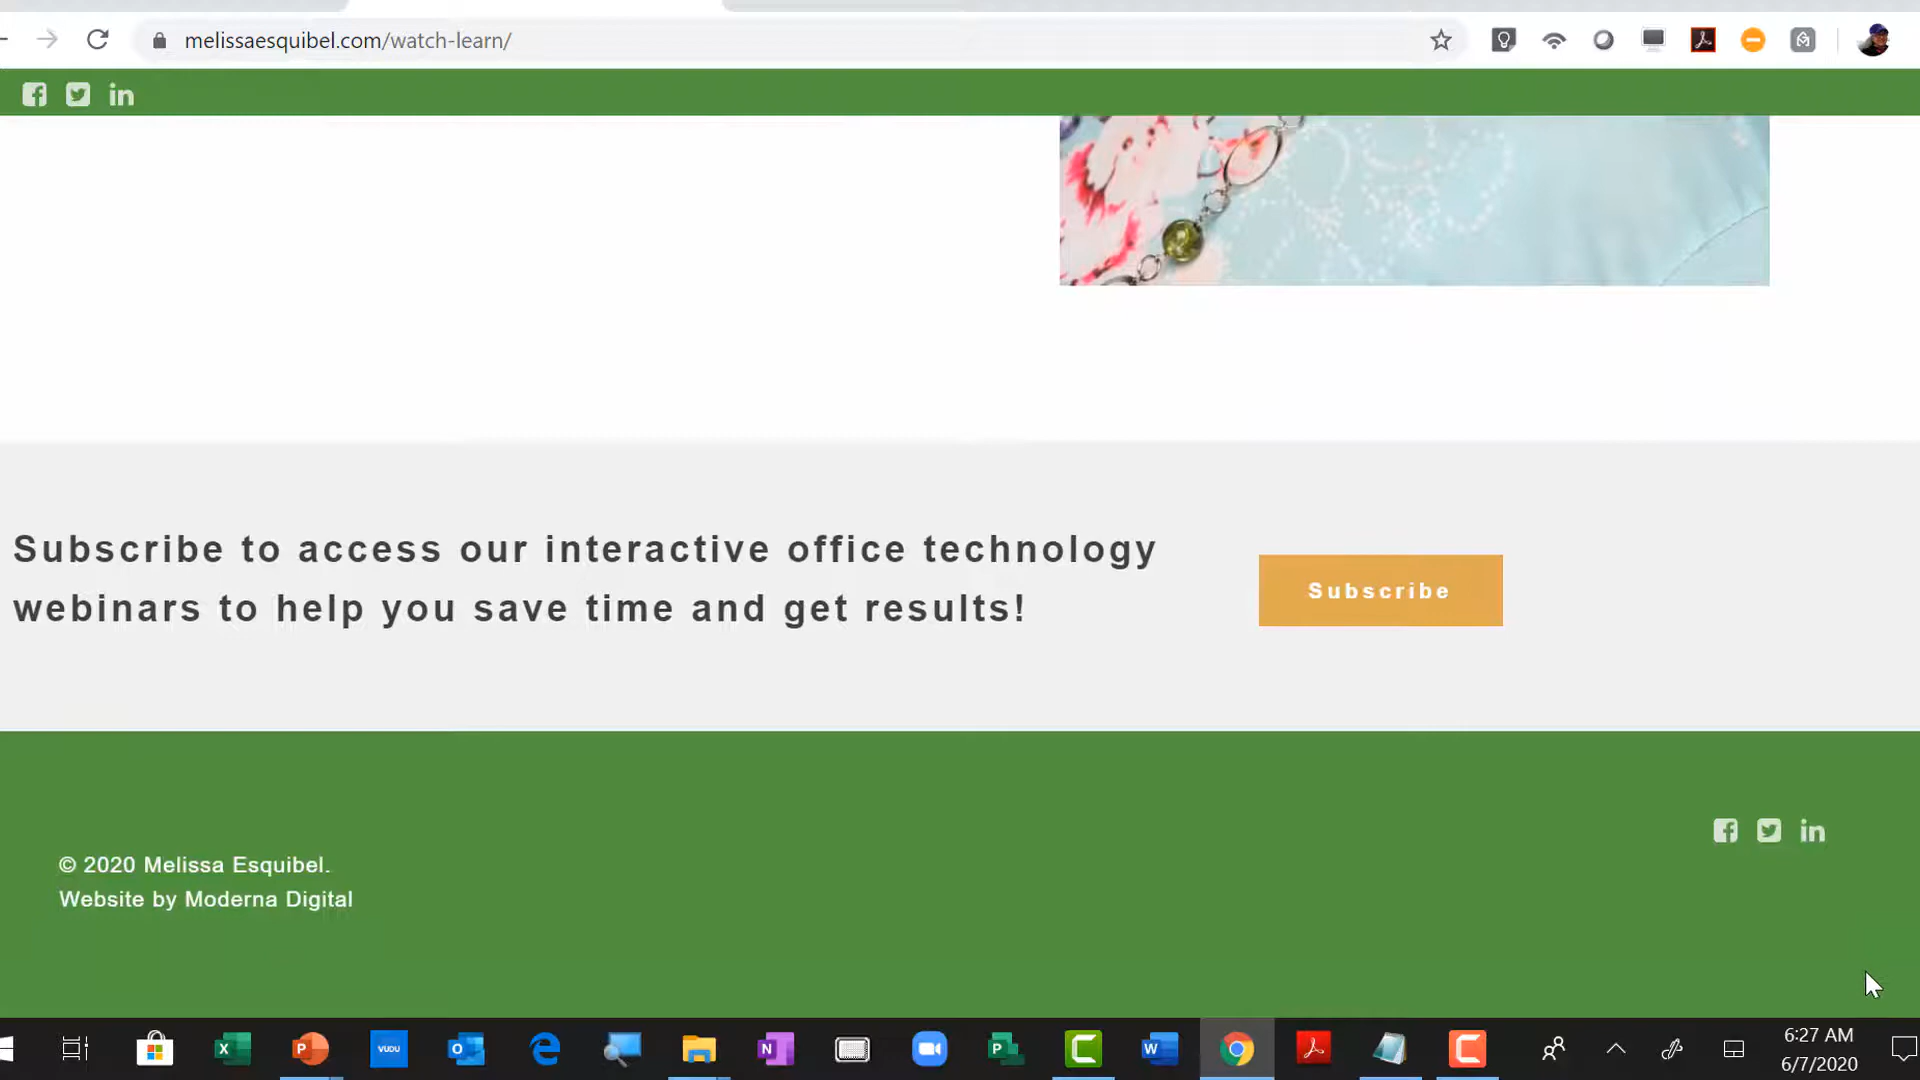 melissaesquibel.com/watch-learn/
Subscribe to access our interactive office technology
webinars to help you save time and get results!
Subscribe
© 2020 Melissa Esquibel.
Website by Moderna Digital
VUDU
6:27 AM
6/7/2020